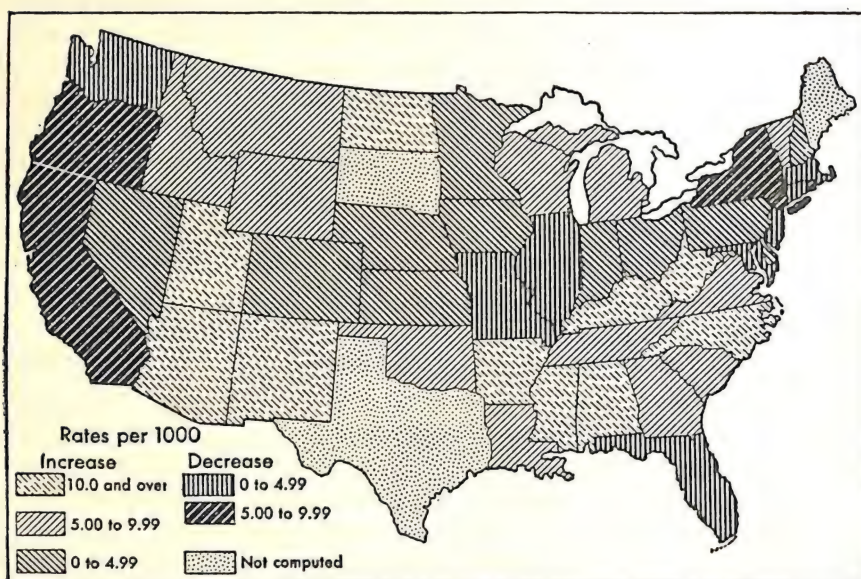 Rates per 1000
Increase
10.0 and over
5.00 to 9.99
0 to 4.99
Decrease
0 to 4.99
5.00 to 9.99
Not computed